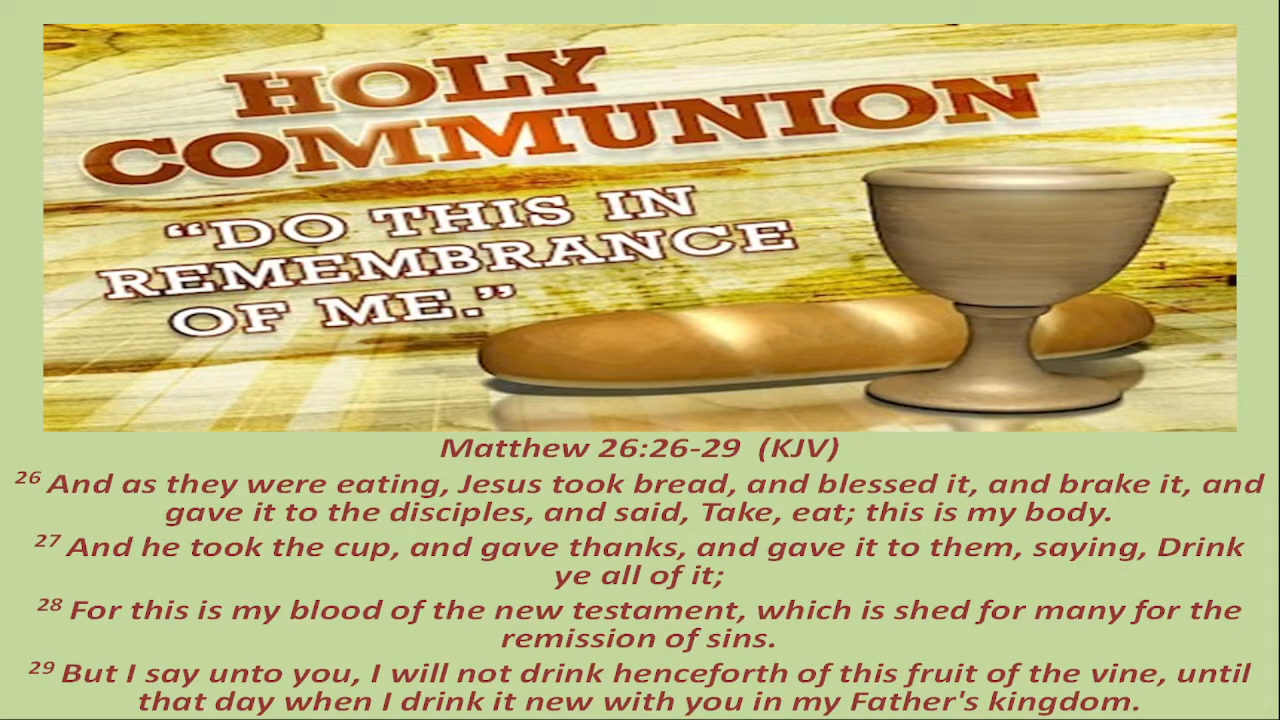 HOLY
COMMUNION
“DO THIS IN
REMEMBRANCE
OF ME.”
Matthew 26:26-29 (KJV)
26 And as they were eating, Jesus took bread, and blessed it, and brake it, and
gave it to the disciples, and said, Take, eat; this is my body.
27 And he took the cup, and gave thanks, and gave it to them, saying, Drink
ye all of it;
28 For this is my blood of the new testament, which is shed for many for the
remission of sins.
29 But I say unto you, I will not drink henceforth of this fruit of the vine, until
that day when I drink it new with you in my Father's kingdom.